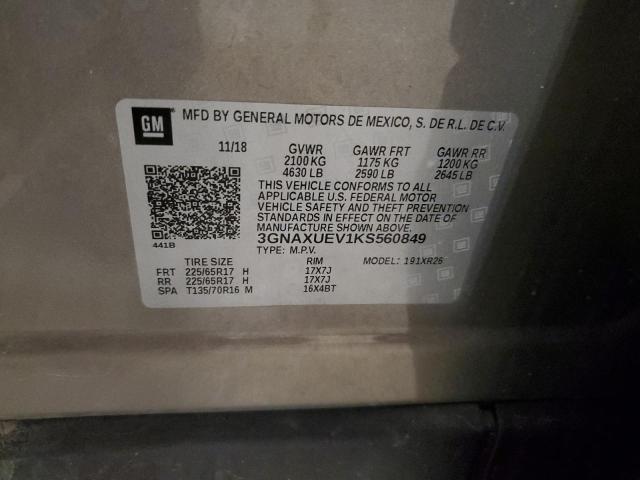 GM MFD BY GENERAL MOTORS DE MEXICO, S. DE R.L. DE C.V.
11/18 GVWR GAWR FRT GAWR RR
2100 KG 1175 KG 1200 KG
4630 LB 2590 LB 2645 LB
THIS VEHICLE CONFORMS TO ALL
APPLICABLE U.S. FEDERAL MOTOR
VEHICLE SAFETY AND THEFT PREVENTION
STANDARDS IN EFFECT ON THE DATE OF
MANUFACTURE SHOWN ABOVE.
441B 3GNAXUEV1KS560849
TYPE: M.P.V. MODEL: 191XR26
TIRE SIZE RIM
FRT 225/65R17 H 17X7J
RR 225/65R17 H 17X7J
SPA T135/70R16 M 16X4BT